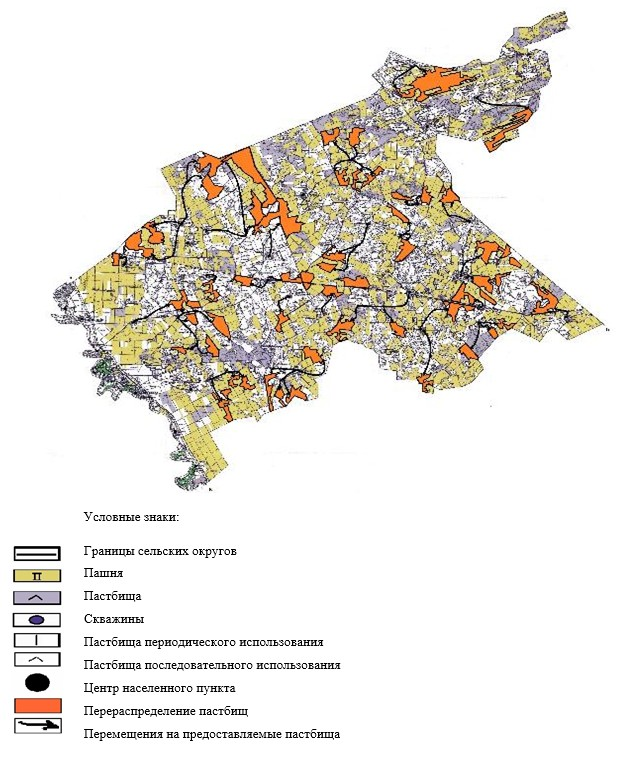 Условные знаки:
Границы сельских округов
П Пашня
Пастбища
Скважины
Пастбища периодического использования
Пастбища последовательного использования
Центр населенного пункта
Перераспределение пастбищ
Перемещения на предоставляемые пастбища